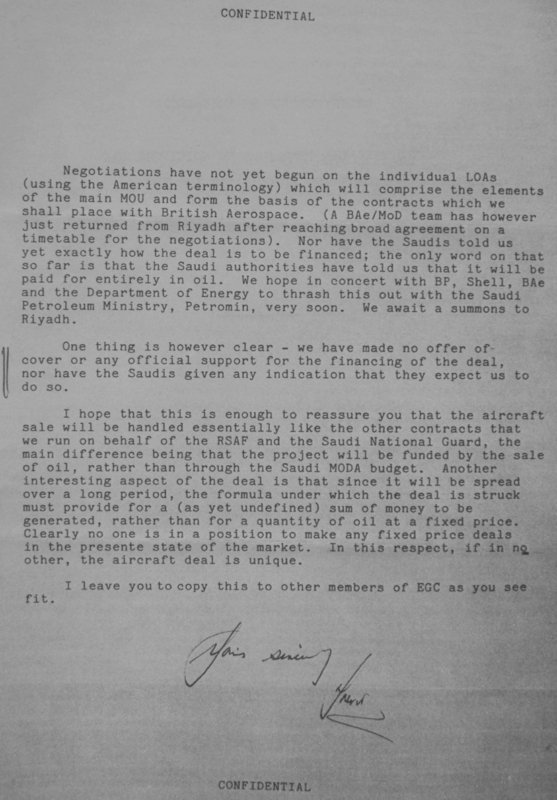 CONFIDENTIAL
Negotiations have not yet begun on the individual LOAs
(using the American terminology) which will comprise the elements
of the main MOU and form the basis of the contracts which we
shall place with British Aerospace. (A BAe/MoD team has however
just returned from Riyadh after reaching broad agreement on a
timetable for the negotiations). Nor have the Saudis told us
yet exactly how the deal is to be financed; the only word on that
so far is that the Saudi authorities have told us that it will be
paid for entirely in oil. We hope in concert with BP, Shell, BAe
and the Department of Energy to thrash this out with the Saudi
Petroleum Ministry, Petromin, very soon. We await a summons to
Riyadh.
One thing is however clear - we have made no offer of
cover or any official support for the financing of the deal,
nor have the Saudis given any indication that they expect us to
do so.
I hope that this is enough to reassure you that the aircraft
sale will be handled essentially like the other contracts that
we run on behalf of the RSAF and the Saudi National Guard, the
main difference being that the project will be funded by the sale
of oil, rather than through the Saudi MODA budget. Another
interesting aspect of the deal is that since it will be spread
over a long period, the formula under which the deal is struck
must provide for a (as yet undefined) sum of money to be
generated, rather than for a quantity of oil at a fixed price.
Clearly no one is in a position to make any fixed price deals
in the presente state of the market. In this respect, if in no
other, the aircraft deal is unique.
I leave you to copy this to other members of EGC as you see
fit.
CONFIDENTIAL